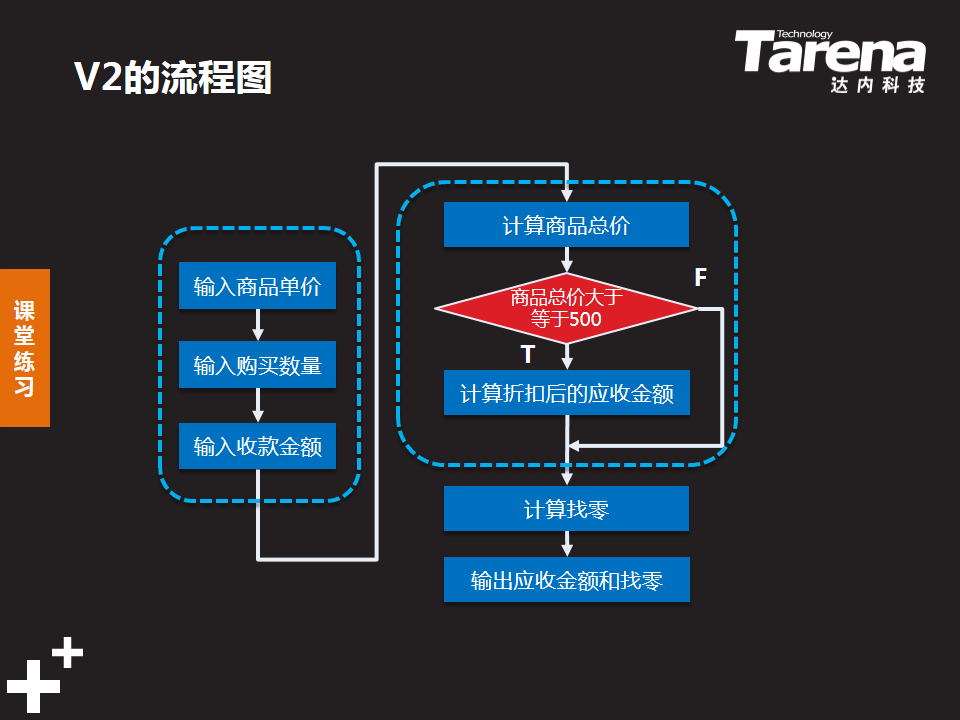 V2的流程图
Technology
Tarena
达内科技
课堂练习
输入商品单价
输入购买数量
输入收款金额
计算商品总价
商品总价大于
等于500
F
T
计算折扣后的应收金额
计算找零
输出应收金额和找零